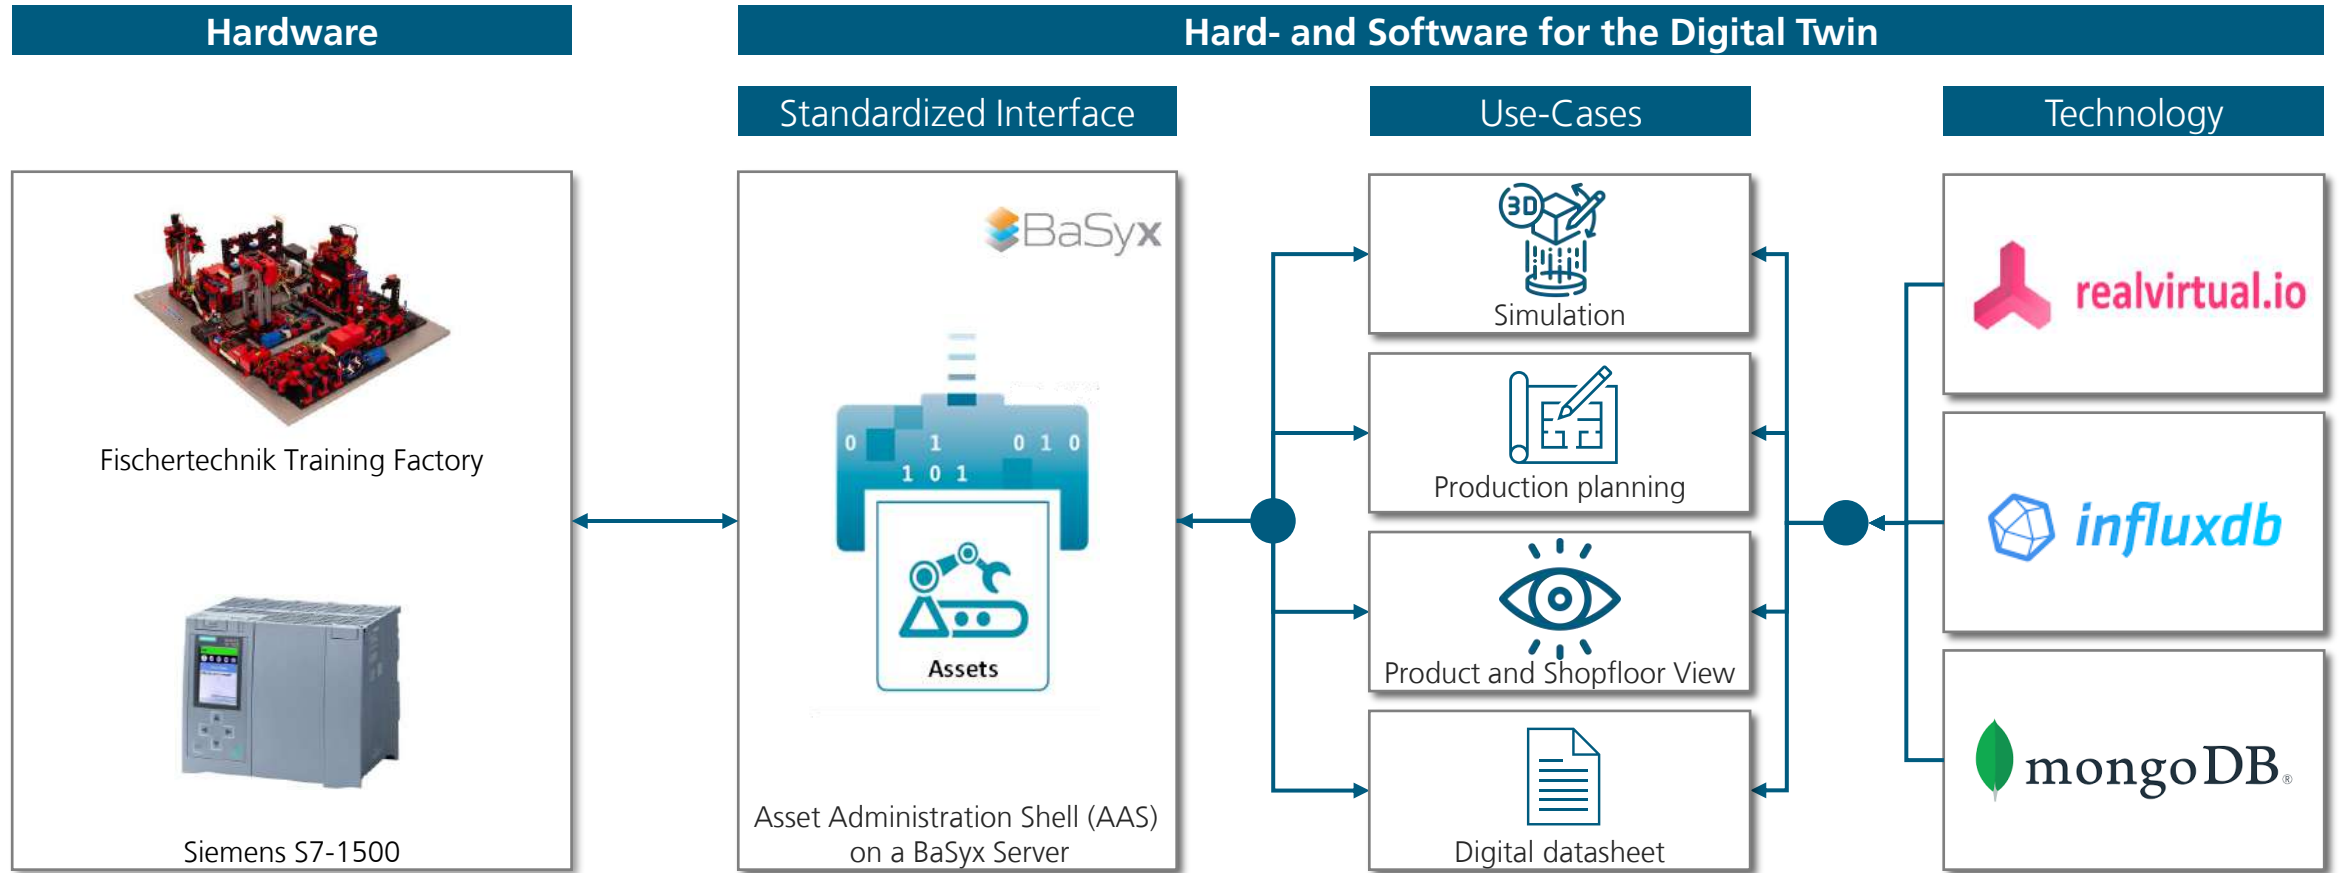 Hardware
Hard- and Software for the Digital Twin
Standardized Interface
Use-Cases
Technology
Fischertechnik Training Factory
Siemens S7-1500
BaSyx
0 1 0 1 0
1 0 1
Assets
Asset Administration Shell (AAS)
on a BaSyx Server
3D
Simulation
Production planning
Product and Shopfloor View
Digital datasheet
realvirtual.io
influxdb
mongoDB®